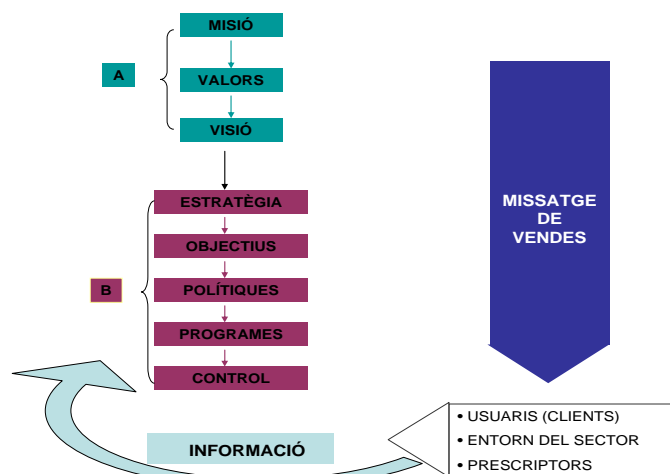 MISIÓ
A
VALORS
VISIÓ
ESTRATÈGIA
OBJECTIUS
B
POLÍTIQUES
PROGRAMES
CONTROL
MISSATGE
DE
VENDES
INFORMACIÓ
• USUARIS (CLIENTS)
• ENTORN DEL SECTOR
• PRESCRIPTORS